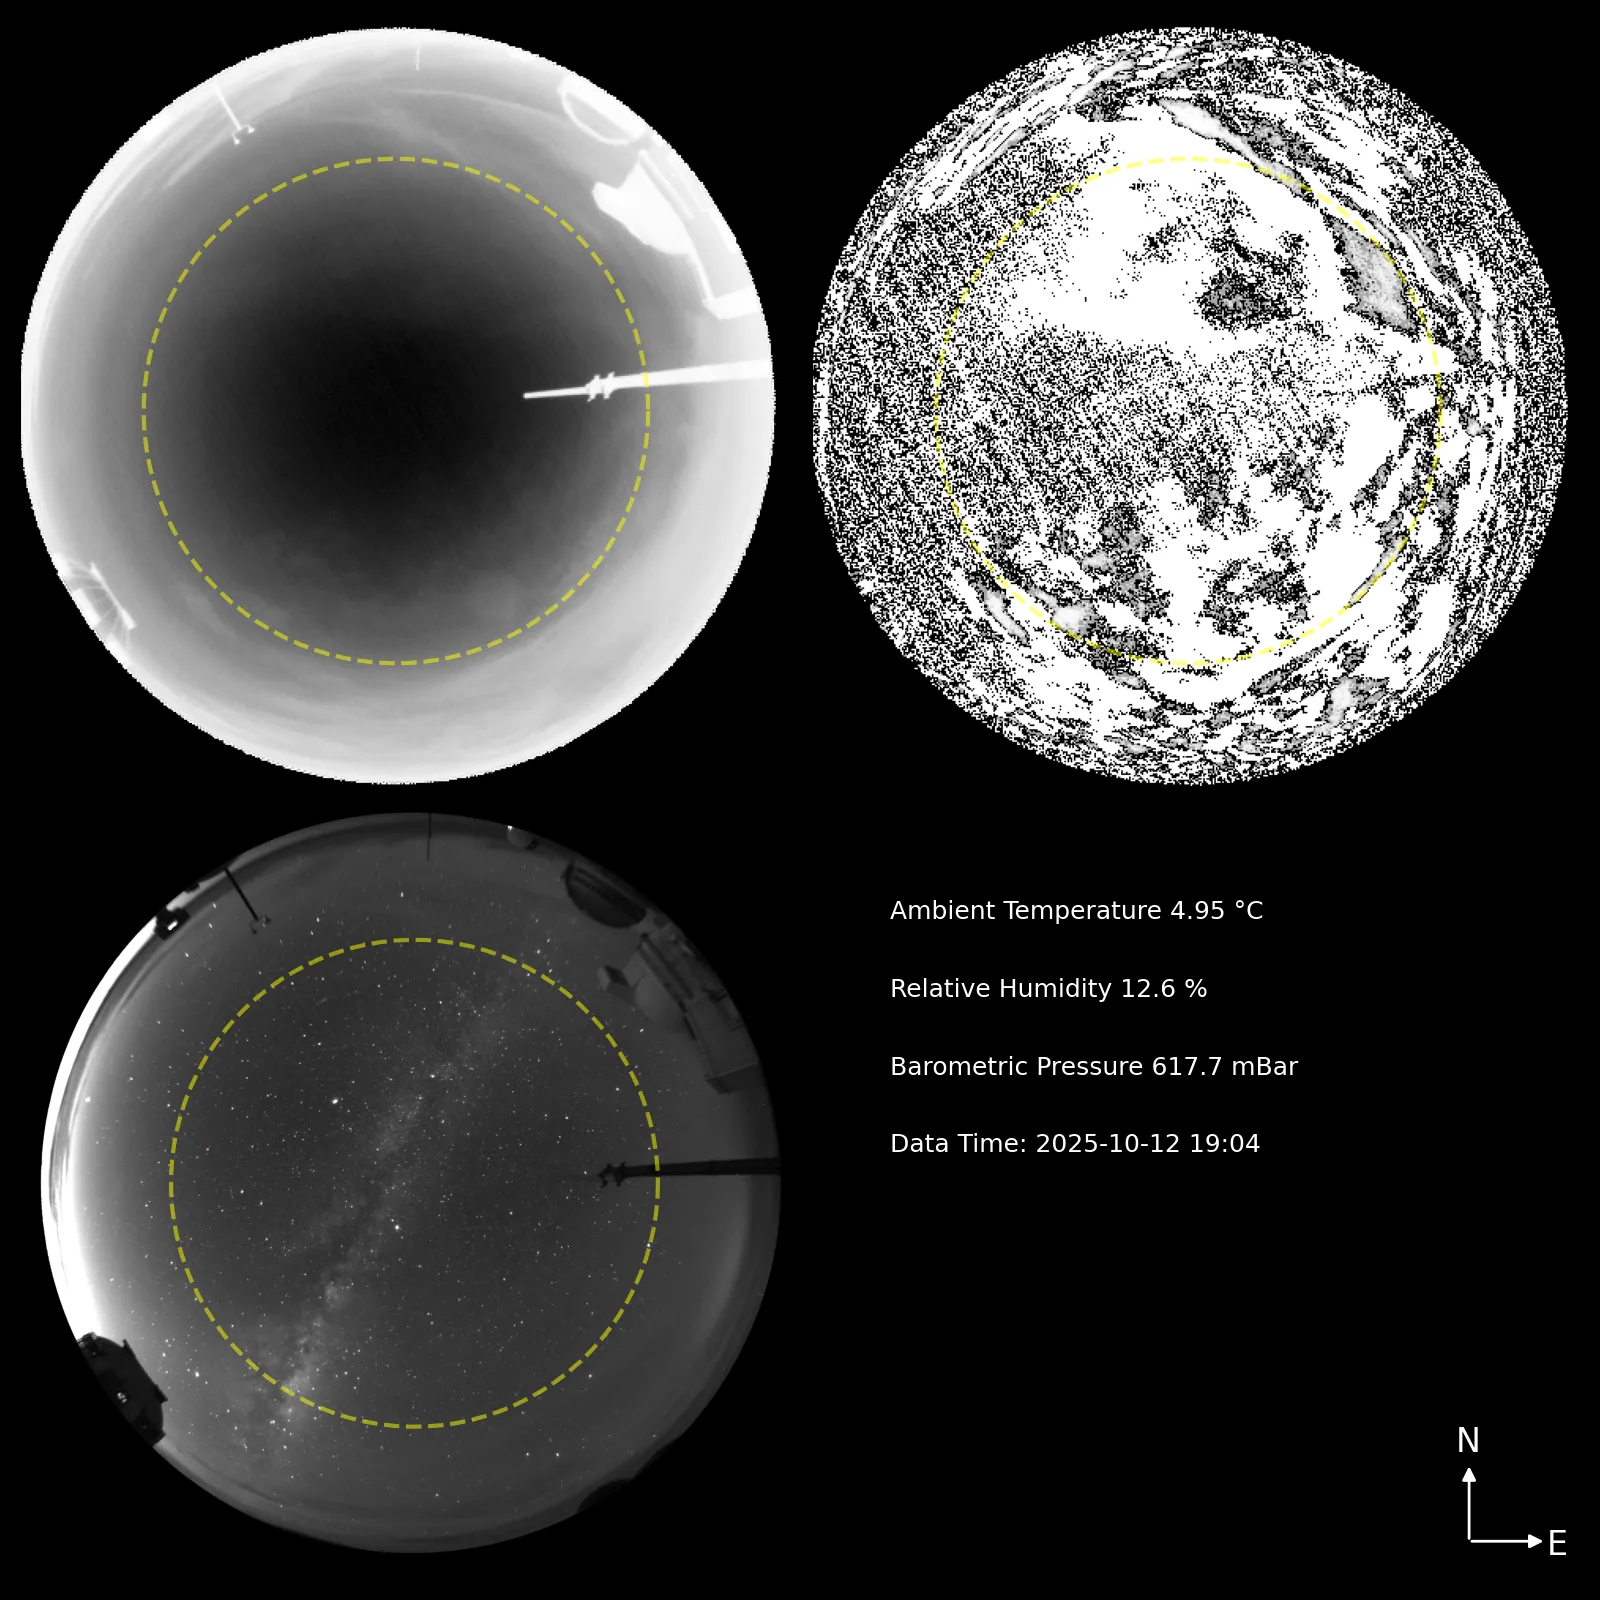 Ambient Temperature 4.95 °C
Relative Humidity 12.6 %
Barometric Pressure 617.7 mBar
Data Time: 2025-10-12 19:04
N
E